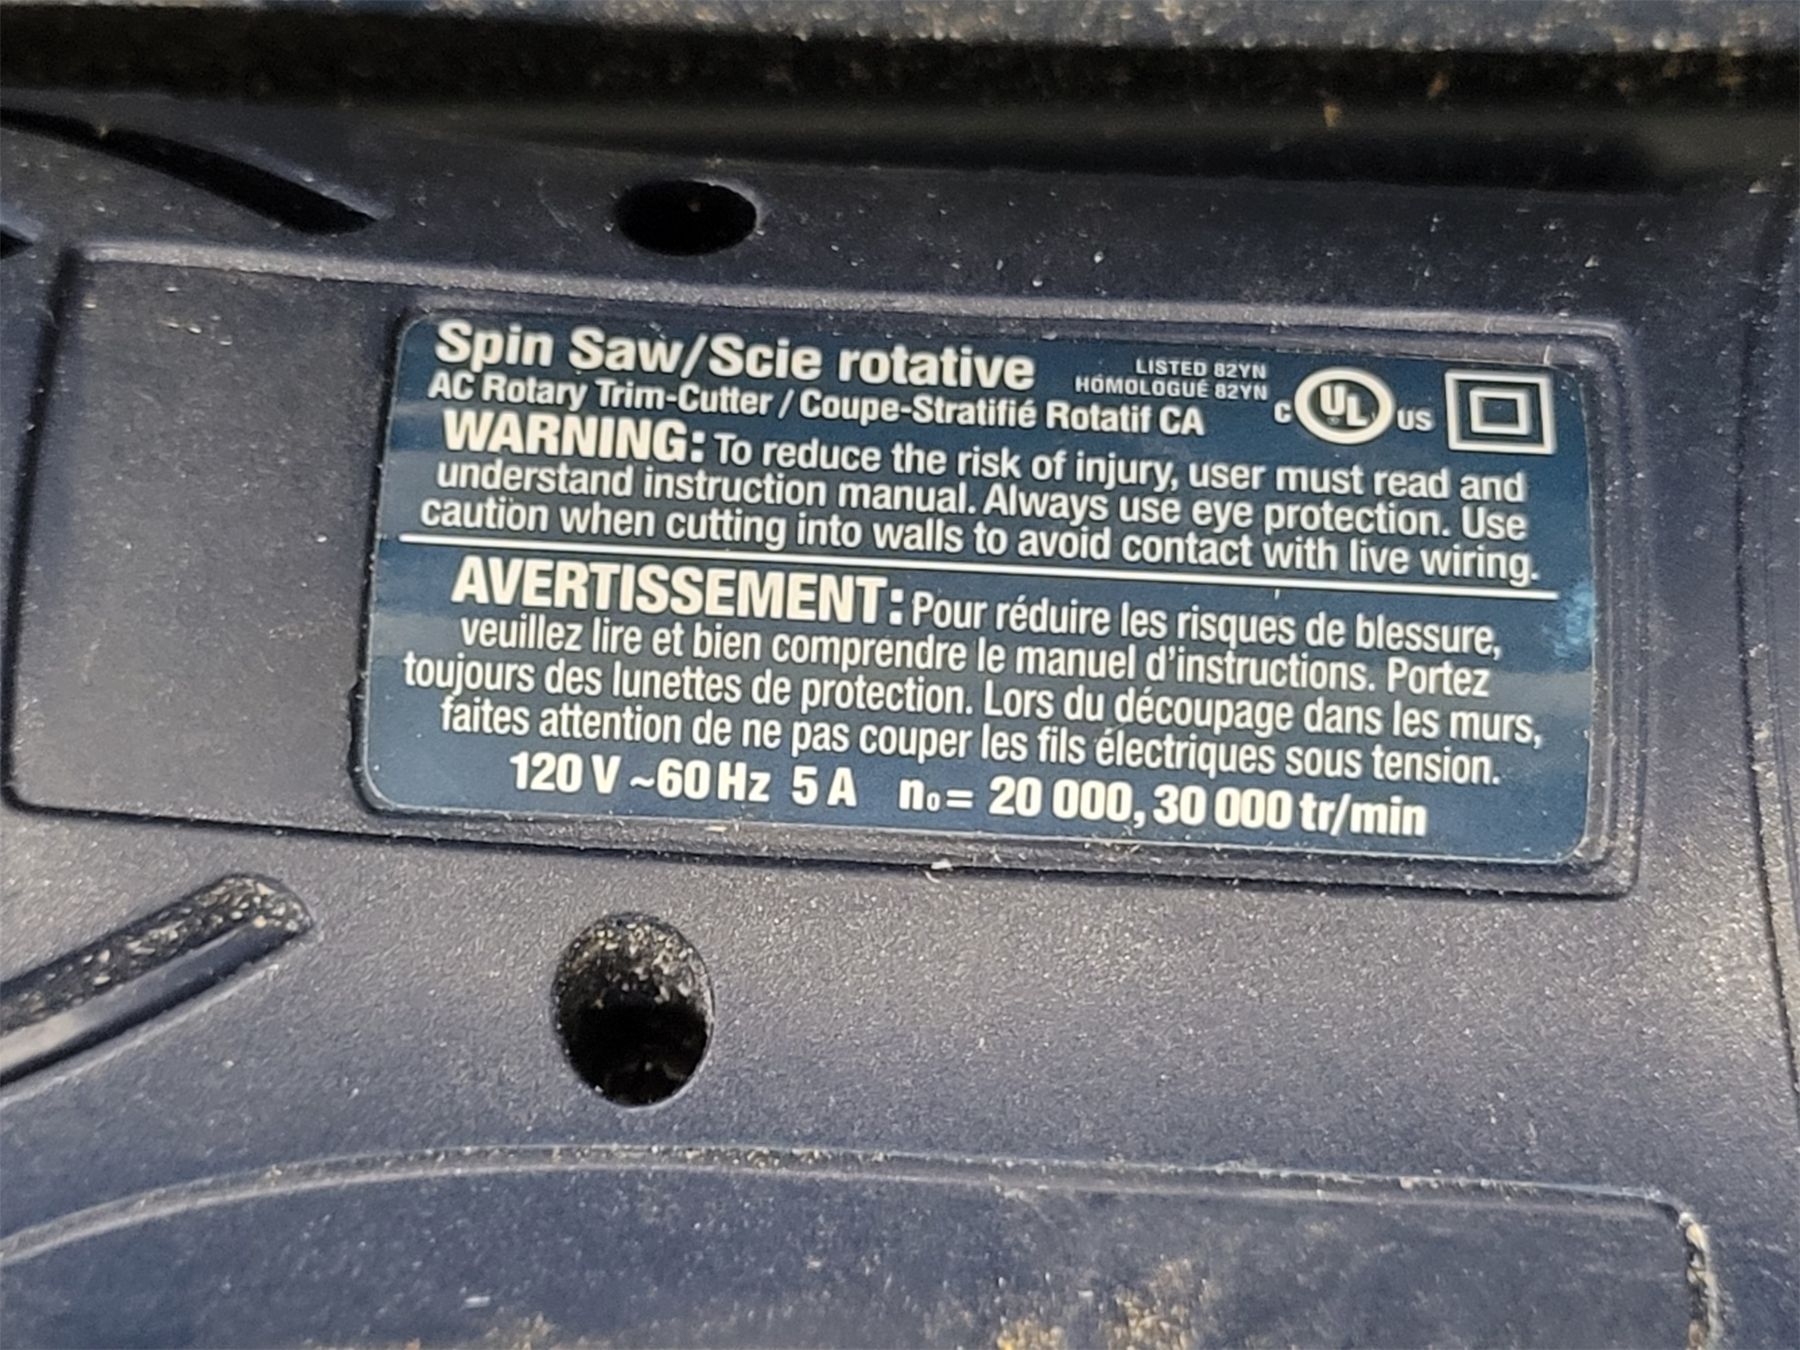 Spin Saw/Scie rotative
LISTED 82YN
HOMOLOGUÉ 82YN
C UL US
AC Rotary Trim-Cutter / Coupe-Stratifié Rotatif CA
WARNING: To reduce the risk of injury, user must read and
understand instruction manual. Always use eye protection. Use
caution when cutting into walls to avoid contact with live wiring.
AVERTISSEMENT: Pour réduire les risques de blessure,
veuillez lire et bien comprendre le manuel d'instructions. Portez
toujours des lunettes de protection. Lors du découpage dans les murs,
faites attention de ne pas couper les fils électriques sous tension.
120 V ~60 Hz 5 A n₀= 20 000, 30 000 tr/min